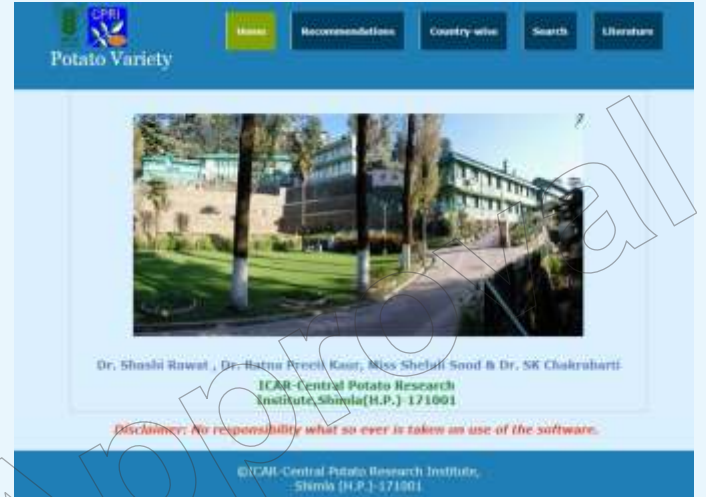 CPRI
Potato Variety
Home
Recommendations
Country-wise
Search
Literature
Dr. Shashi Rawat , Dr. Ratna Preeti Kaur, Miss Shefali Sood & Dr. SK Chakrabarti
ICAR-Central Potato Research
Institute,Shimla(H.P.)-171001
Disclaimer: No responsibility what so ever is taken on use of the software.
©ICAR-Central Potato Research Institute,
Shimla (H.P.)-171001
Approval